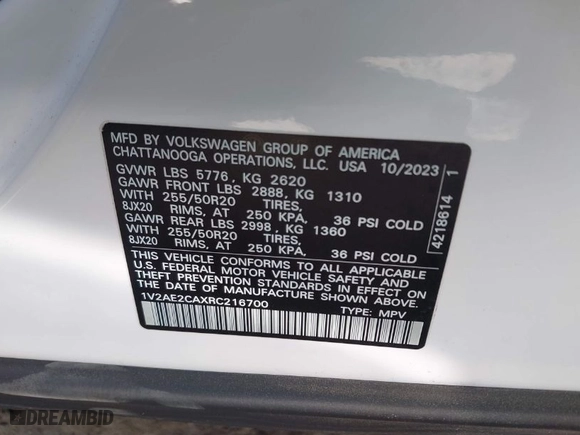 MFD BY VOLKSWAGEN GROUP OF AMERICA
CHATTANOOGA OPERATIONS, LLC. USA 10/2023
GVWR LBS 5776, KG 2620
GAWR FRONT LBS 2888, KG 1310
WITH 255/50R20 TIRES,
8JX20 RIMS, AT 250 KPA, 36 PSI COLD
GAWR REAR LBS 2998, KG 1360
WITH 255/50R20 TIRES,
8JX20 RIMS, AT 250 KPA, 36 PSI COLD
THIS VEHICLE CONFORMS TO ALL APPLICABLE
U.S. FEDERAL MOTOR VEHICLE SAFETY AND
THEFT PREVENTION STANDARDS IN EFFECT ON
THE DATE OF MANUFACTURE SHOWN ABOVE.
1V2AE2CAXRC216700
TYPE: MPV
4218614 1
DREAMBID